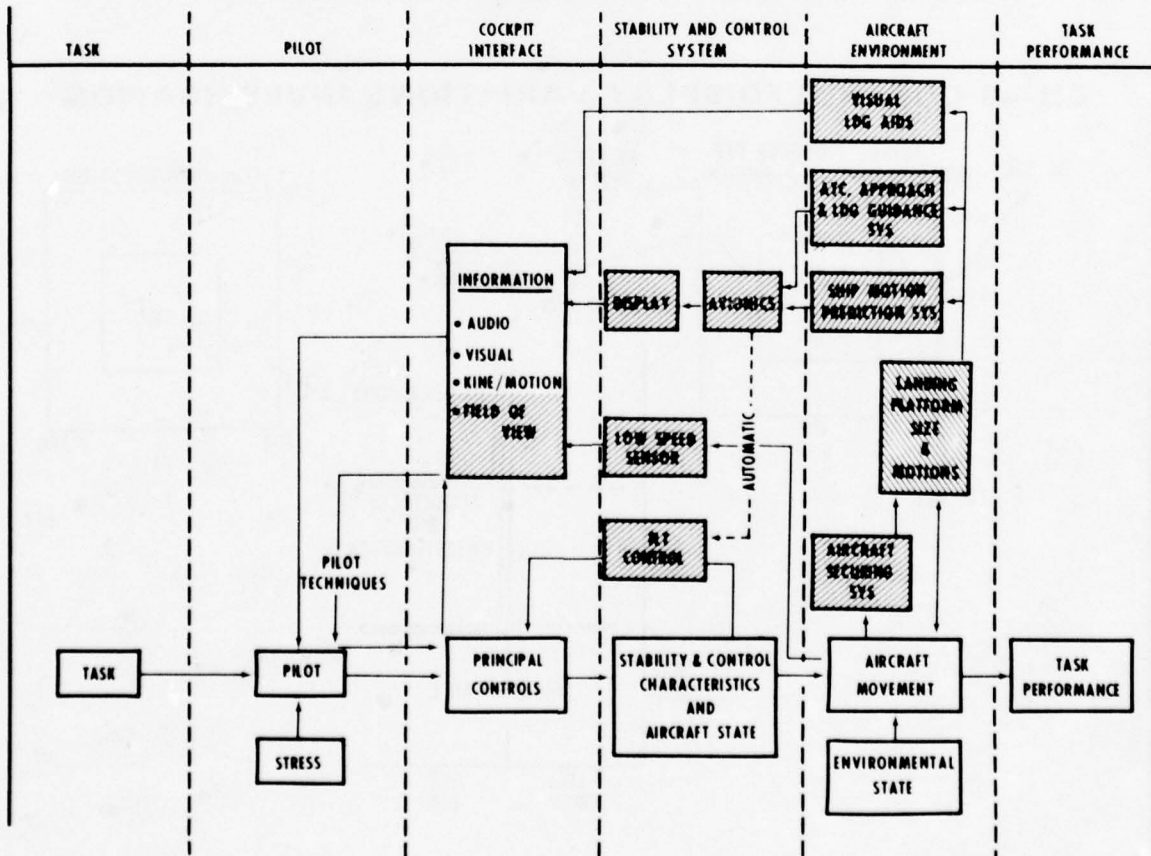 TASK
PILOT
COCKPIT
INTERFACE
STABILITY AND CONTROL
SYSTEM
AIRCRAFT
ENVIRONMENT
TASK
PERFORMANCE
VISUAL
LDG AIDS
ATC, APPROACH
& LDG GUIDANCE
SYS
INFORMATION
• AUDIO
• VISUAL
• KINE/MOTION
• FIELD OF
VIEW
DISPLAY
AVIONICS
SHIP MOTION
PREDICTION SYS
LANDING
PLATFORM
SIZE
&
MOTIONS
LOW SPEED
SENSOR
AUTOMATIC
FLT
CONTROL
AIRCRAFT
SECURING
SYS
PILOT
TECHNIQUES
TASK
PILOT
PRINCIPAL
CONTROLS
STABILITY & CONTROL
CHARACTERISTICS
AND
AIRCRAFT STATE
AIRCRAFT
MOVEMENT
TASK
PERFORMANCE
STRESS
ENVIRONMENTAL
STATE